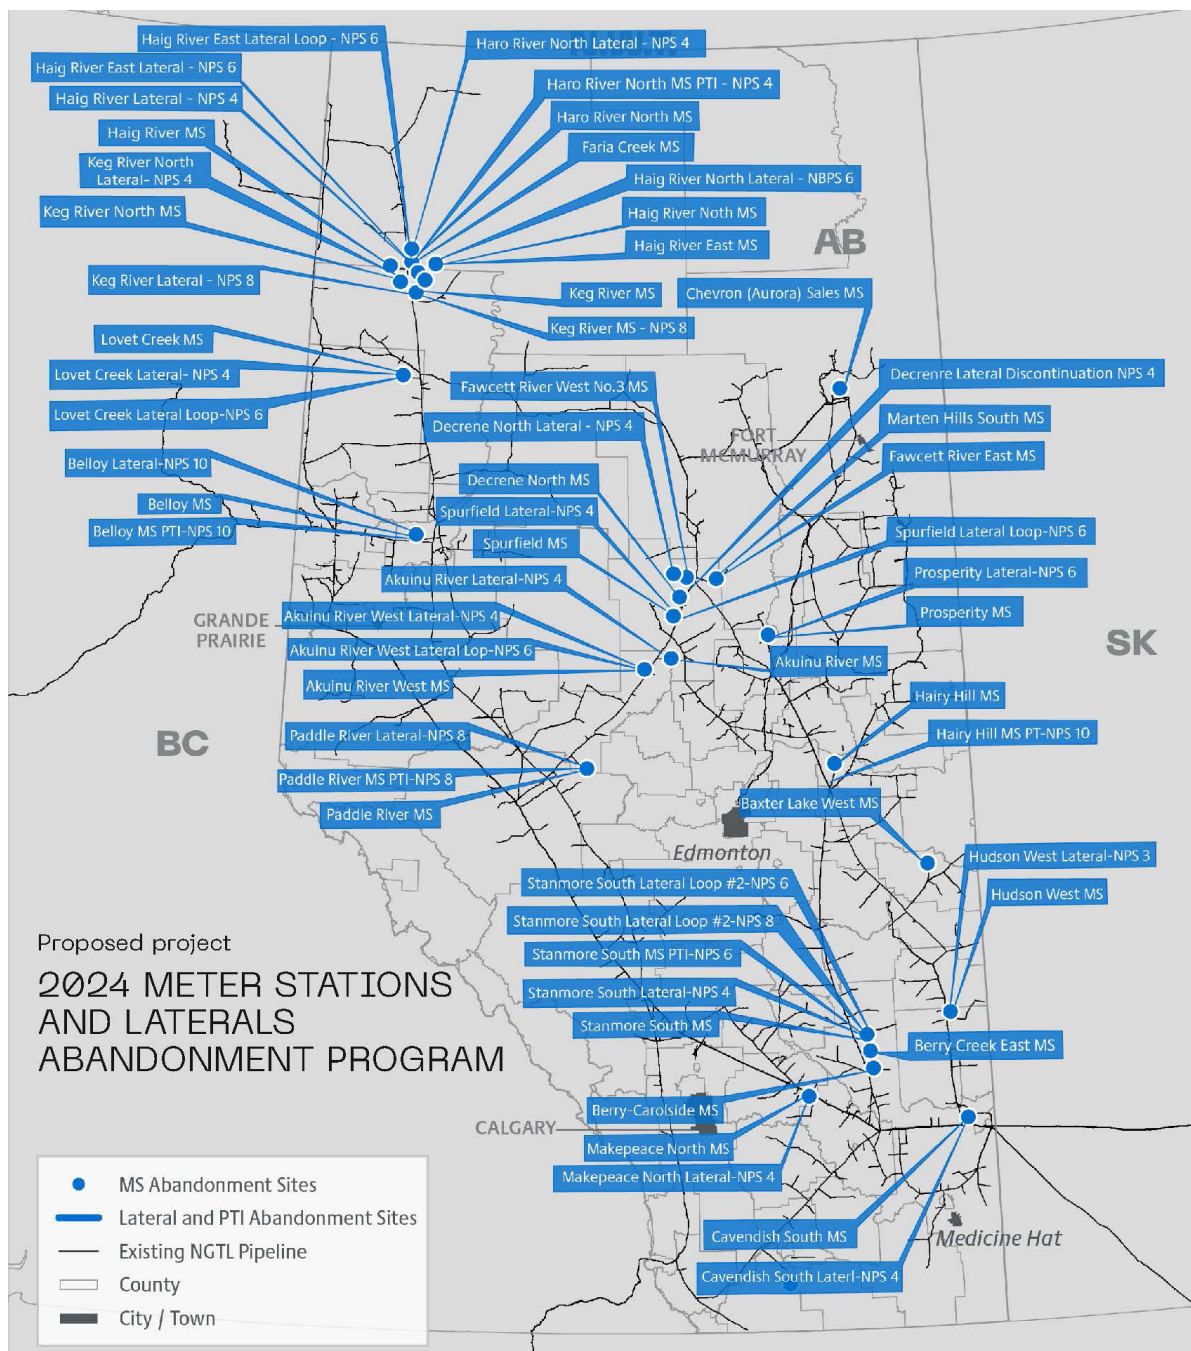 Haig River East Lateral Loop - NPS 6
Haro River North Lateral - NPS 4
Haig River East Lateral - NPS 6
Haro River North MS PTI - NPS 4
Haig River Lateral - NPS 4
Haro River North MS
Haig River MS
Faria Creek MS
Keg River North
Lateral- NPS 4
Haig River North Lateral - NBPS 6
Keg River North MS
Haig River Noth MS
Haig River East MS
AB
Keg River Lateral - NPS 8
Keg River MS
Chevron (Aurora) Sales MS
Keg River MS - NPS 8
Lovet Creek MS
Lovet Creek Lateral- NPS 4
Fawcett River West No.3 MS
Decrenre Lateral Discontinuation NPS 4
Lovet Creek Lateral Loop-NPS 6
Decrene North Lateral - NPS 4
Marten Hills South MS
FORT
MCMURRAY
Fawcett River East MS
Belloy Lateral-NPS 10
Decrene North MS
Belloy MS
Spurfield Lateral-NPS 4
Belloy MS PTI-NPS 10
Spurfield Lateral Loop-NPS 6
Spurfield MS
Prosperity Lateral-NPS 6
Akuinu River Lateral-NPS 4
Prosperity MS
GRANDE
PRAIRIE
Akuinu River West Lateral-NPS 4
SK
Akuinu River West Lateral Lop-NPS 6
Akuinu River MS
Akuinu River West MS
Hairy Hill MS
BC
Paddle River Lateral-NPS 8
Hairy Hill MS PT-NPS 10
Paddle River MS PTI-NPS 8
Baxter Lake West MS
Paddle River MS
Edmonton
Hudson West Lateral-NPS 3
Stanmore South Lateral Loop #2-NPS 6
Hudson West MS
Stanmore South Lateral Loop #2-NPS 8
Stanmore South MS PTI-NPS 6
Stanmore South Lateral-NPS 4
Stanmore South MS
Berry Creek East MS
Proposed project
2024 METER STATIONS
AND LATERALS
ABANDONMENT PROGRAM
Berry-Carolside MS
CALGARY
Makepeace North MS
Makepeace North Lateral-NPS 4
Cavendish South MS
Medicine Hat
Cavendish South Laterl-NPS 4
MS Abandonment Sites
Lateral and PTI Abandonment Sites
Existing NGTL Pipeline
County
City / Town